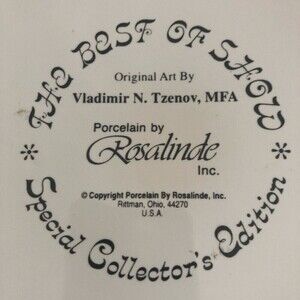 THE BEST OF SHOW
Original Art By
Vladimir N. Tzenov, MFA
Porcelain by
Rosalinde
Inc.
© Copyright Porcelain By Rosalinde, Inc.
Rittman, Ohio, 44270
U.S.A.
* Special Collector's Edition *